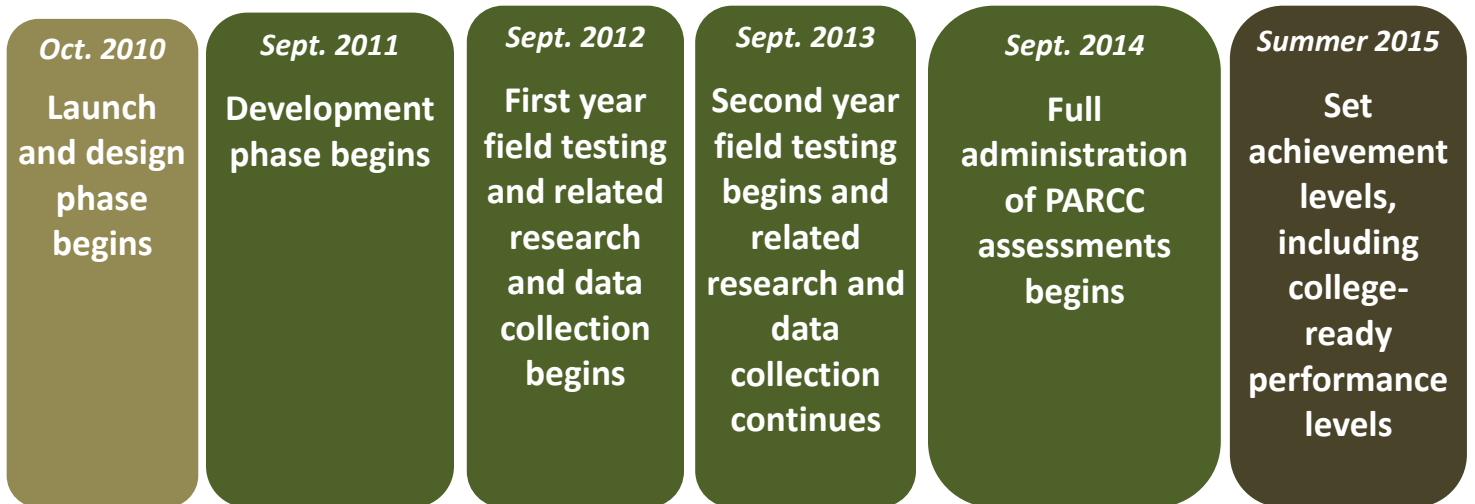 Oct. 2010
Launch
and design
phase
begins
Sept. 2011
Development
phase begins
Sept. 2012
First year
field testing
and related
research
and data
collection
begins
Sept. 2013
Second year
field testing
begins and
related
research and
data
collection
continues
Sept. 2014
Full
administration
of PARCC
assessments
begins
Summer 2015
Set
achievement
levels,
including
college-
ready
performance
levels